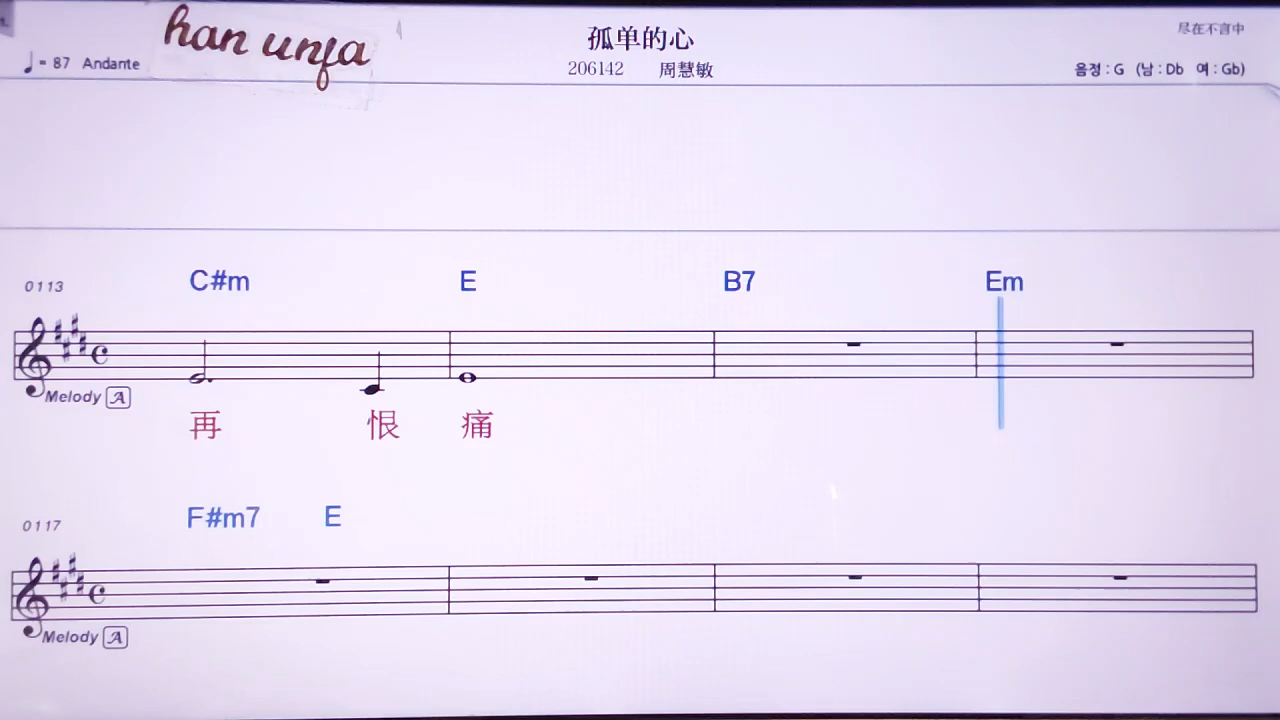 han unfa
孤单的心
尽在不言中
♩= 87 Andante
206142 周慧敏
음정 : G (남 : Db 여 : Gb)
0113 C#m E B7 Em
Melody A
再 恨 痛
0117 F#m7 E
Melody A